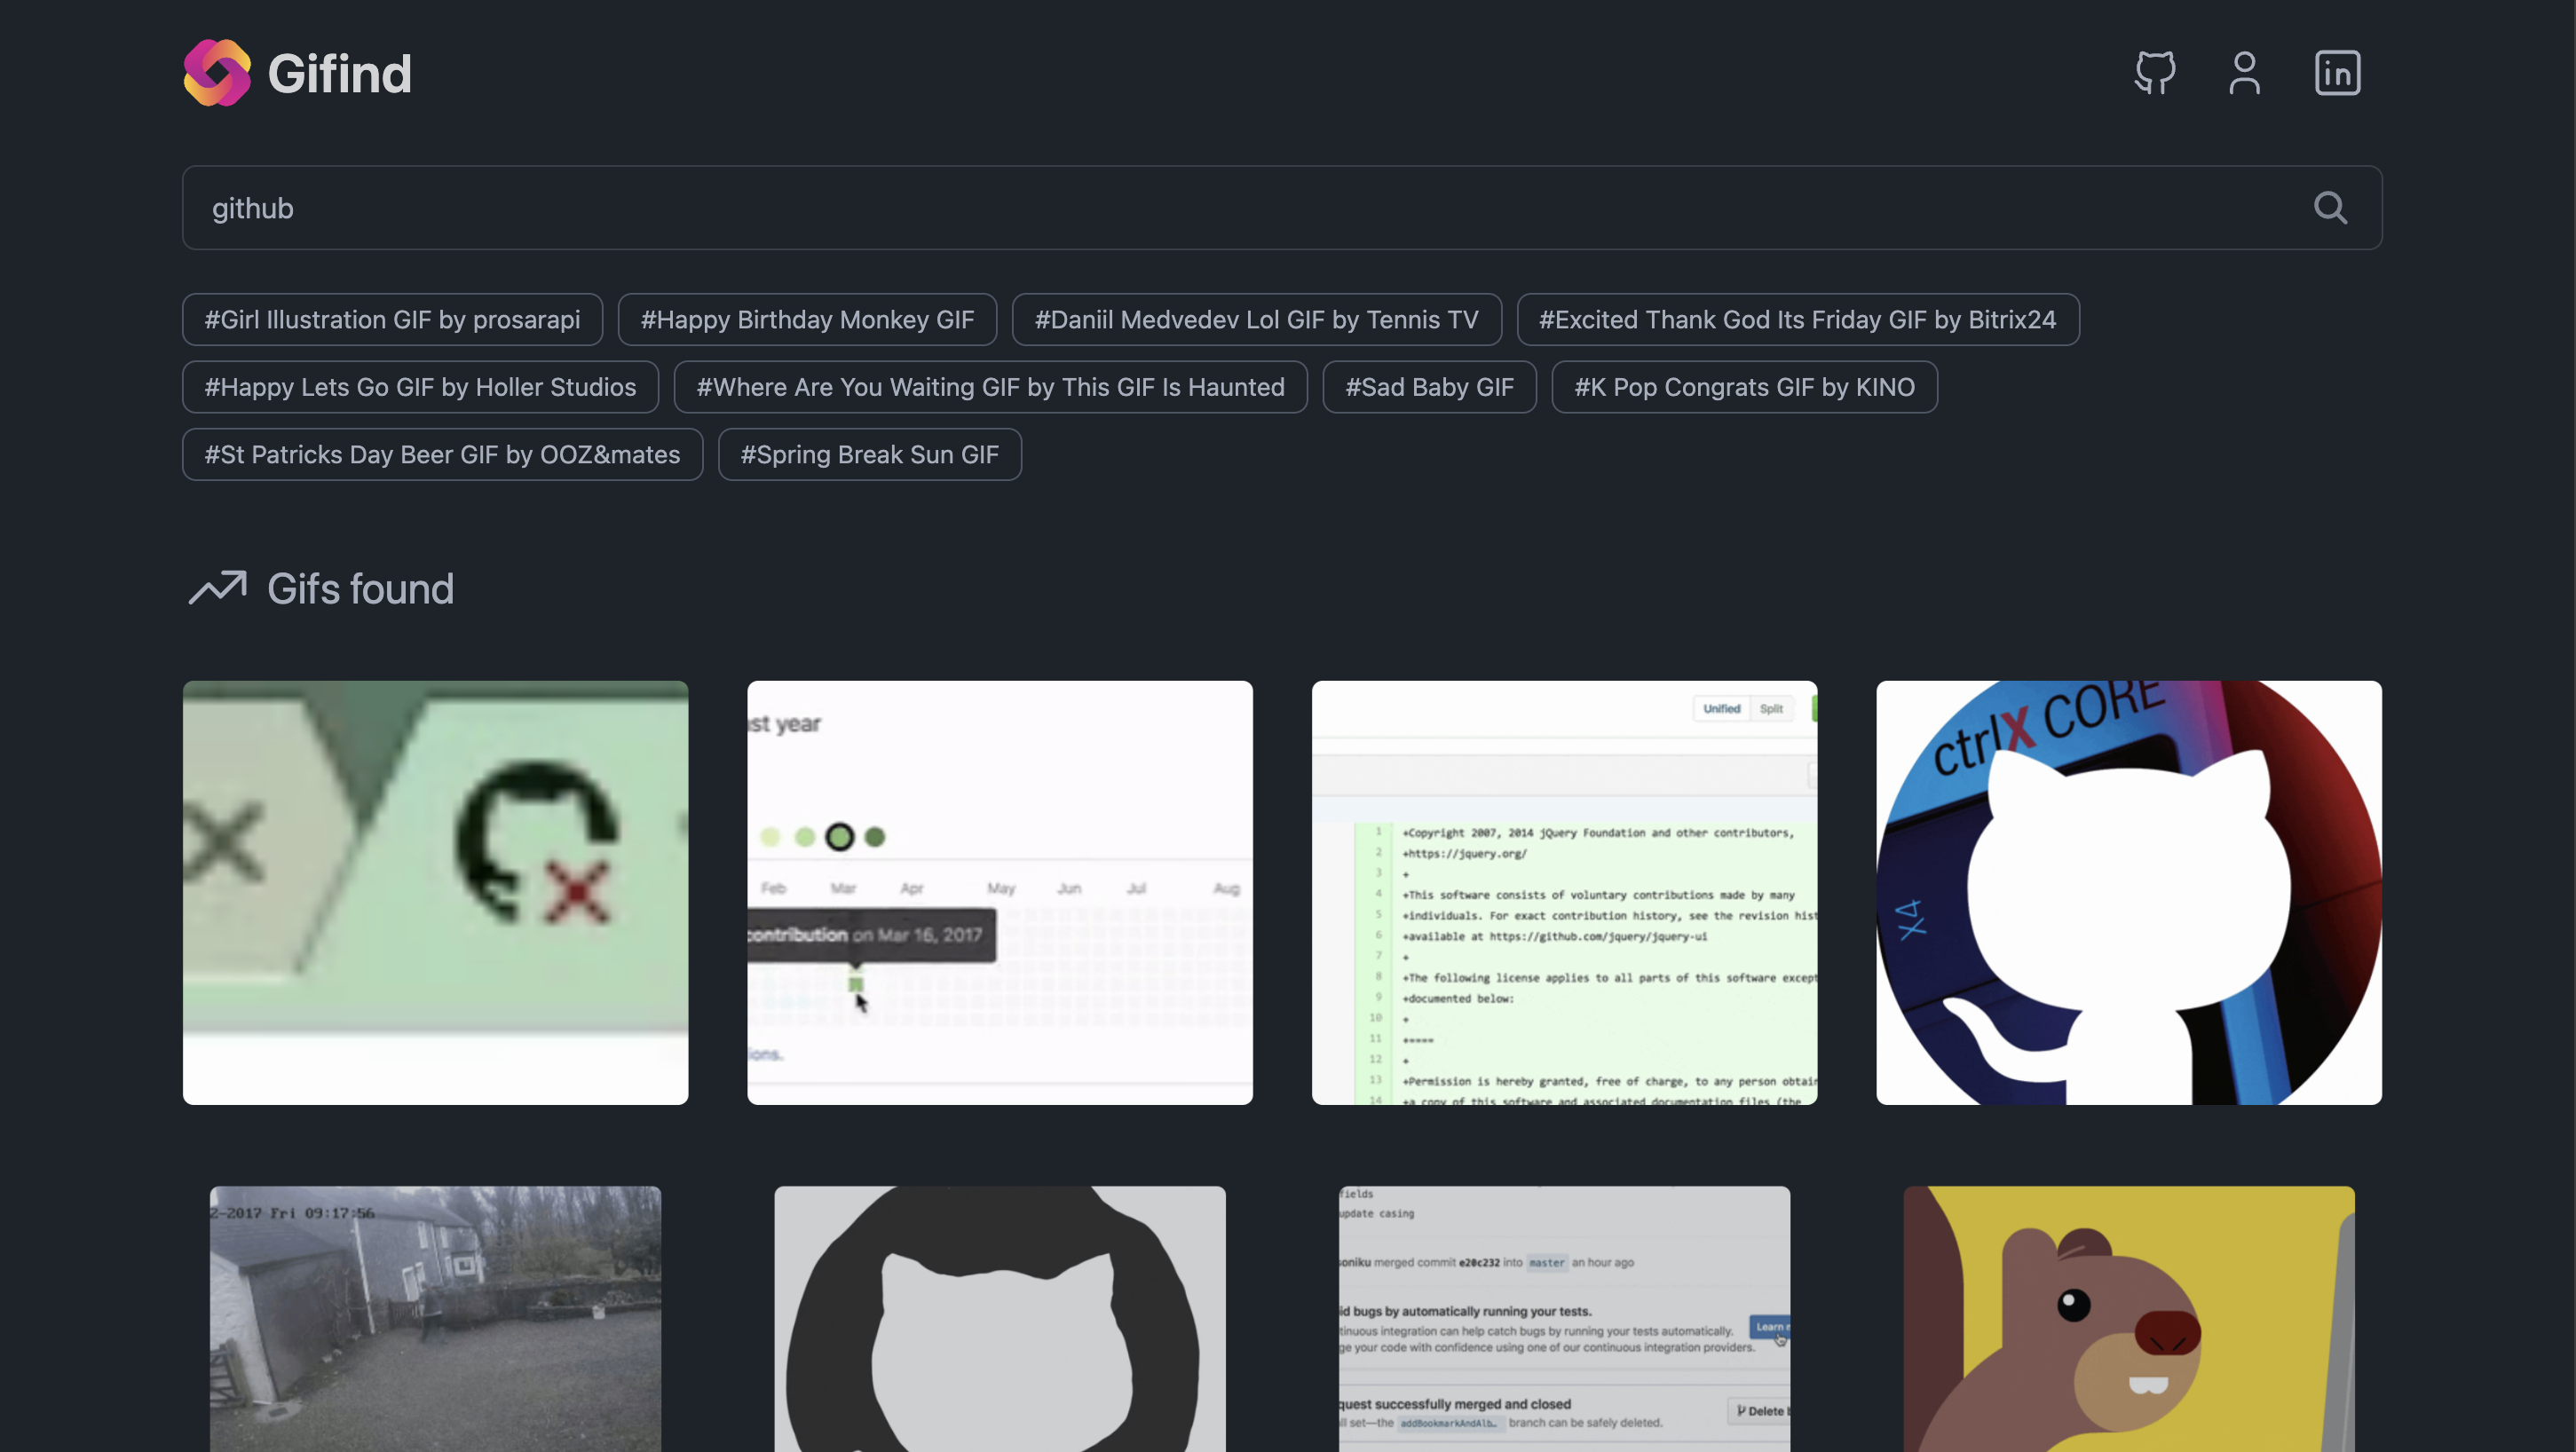 Gifind
github
#Girl Illustration GIF by prosarapi
#Happy Birthday Monkey GIF
#Daniil Medvedev Lol GIF by Tennis TV
#Excited Thank God Its Friday GIF by Bitrix24
#Happy Lets Go GIF by Holler Studios
#Where Are You Waiting GIF by This GIF Is Haunted
#Sad Baby GIF
#K Pop Congrats GIF by KINO
#St Patricks Day Beer GIF by OOZ&mates
#Spring Break Sun GIF
Gifs found
st year
Feb Mar Apr May Jun Jul Aug
contribution on Mar 16, 2017
ions.
Unified Split
1 +Copyright 2007, 2014 jQuery Foundation and other contributors,
2 +https://jquery.org/
3 +
4 +This software consists of voluntary contributions made by many
5 +individuals. For exact contribution history, see the revision hist
6 +available at https://github.com/jquery/jquery-ui
7 +
8 +The following license applies to all parts of this software except
9 +documented below:
10 +
11 +====
12 +
13 +Permission is hereby granted, free of charge, to any person obtain
14 +a copy of this software and associated documentation files (the
ctrlX CORE
X4
2-2017 Fri 09:17:56
fields
update casing
soniku merged commit e20c232 into master an hour ago
id bugs by automatically running your tests.
tinuous integration can help catch bugs by running your tests automatically.
ge your code with confidence using one of our continuous integration providers.
Learn
quest successfully merged and closed
ll set—the addBookmarkAndAlb… branch can be safely deleted.
Delete